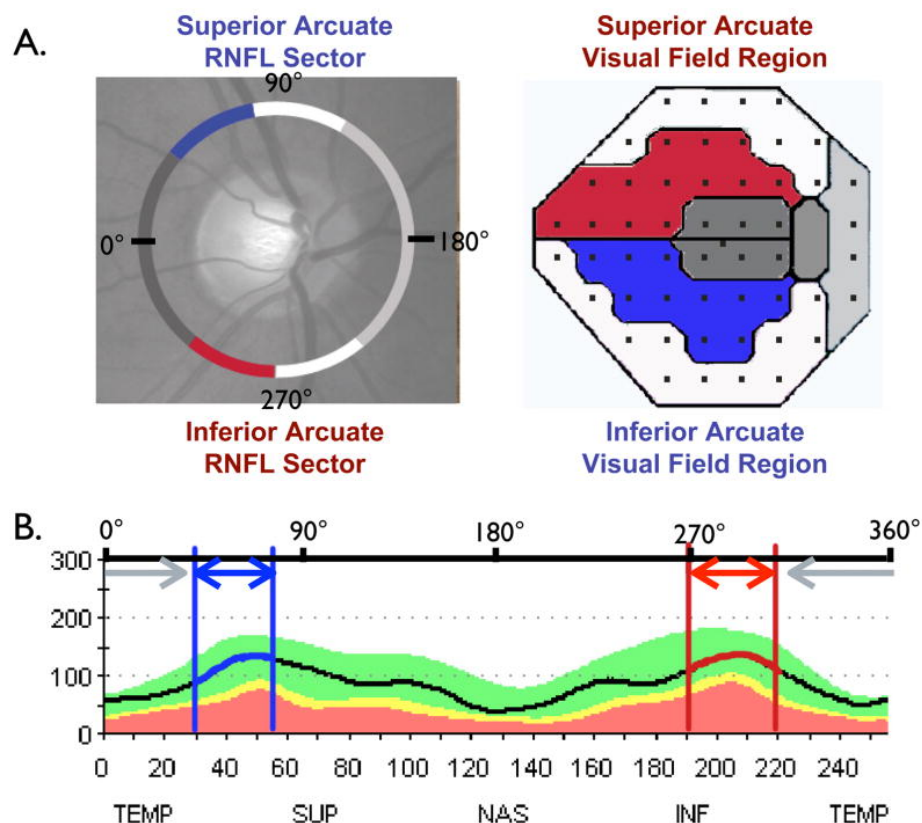 A.
Superior Arcuate
RNFL Sector
90°
0°
180°
270°
Inferior Arcuate
RNFL Sector
Superior Arcuate
Visual Field Region
Inferior Arcuate
Visual Field Region
B.
0° 90° 180° 270° 360°
300
200
100
0
0 20 40 60 80 100 120 140 160 180 200 220 240
TEMP SUP NAS INF TEMP